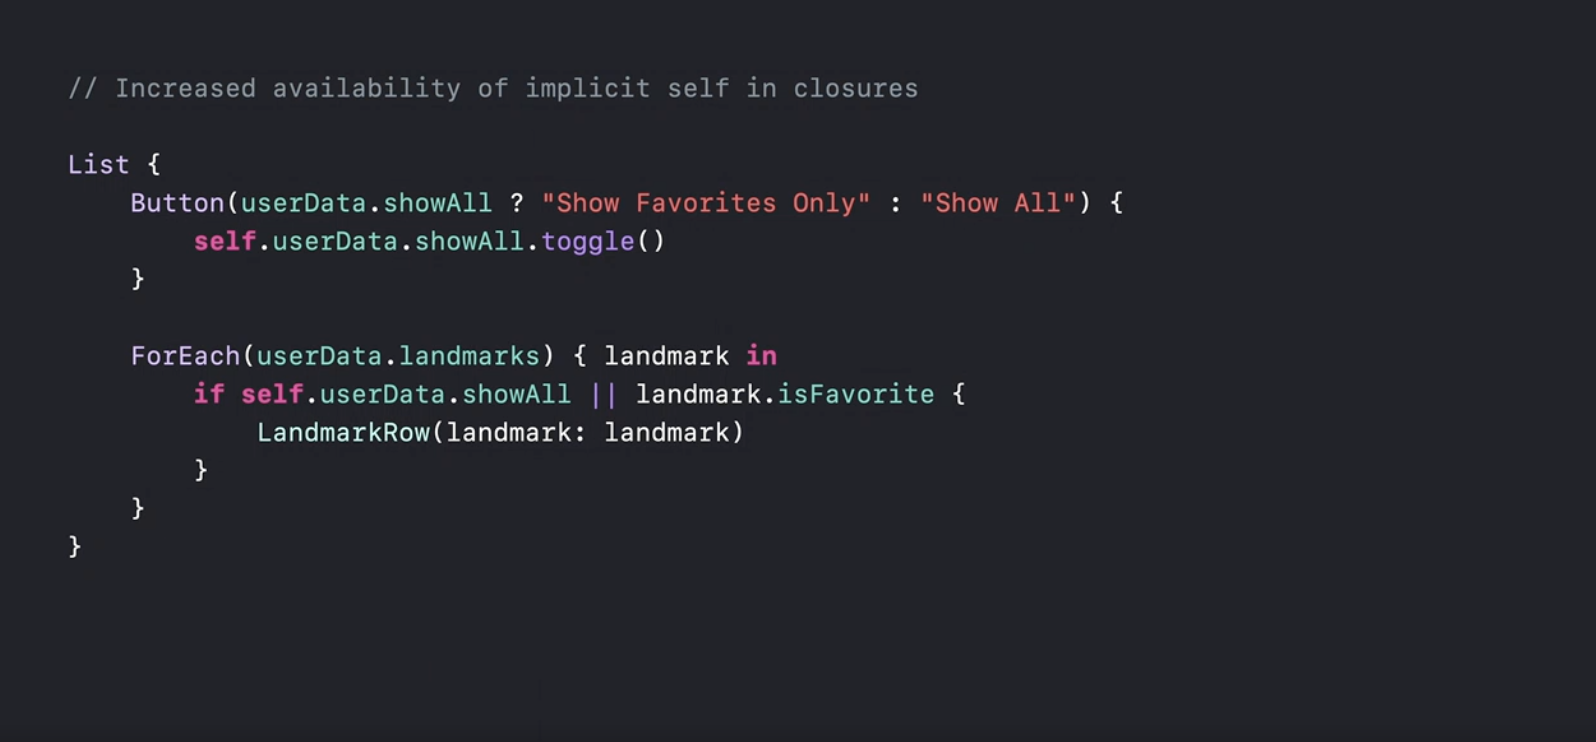 // Increased availability of implicit self in closures
List {
    Button(userData.showAll ? "Show Favorites Only" : "Show All") {
        self.userData.showAll.toggle()
    }
    ForEach(userData.landmarks) { landmark in
        if self.userData.showAll || landmark.isFavorite {
            LandmarkRow(landmark: landmark)
        }
    }
}